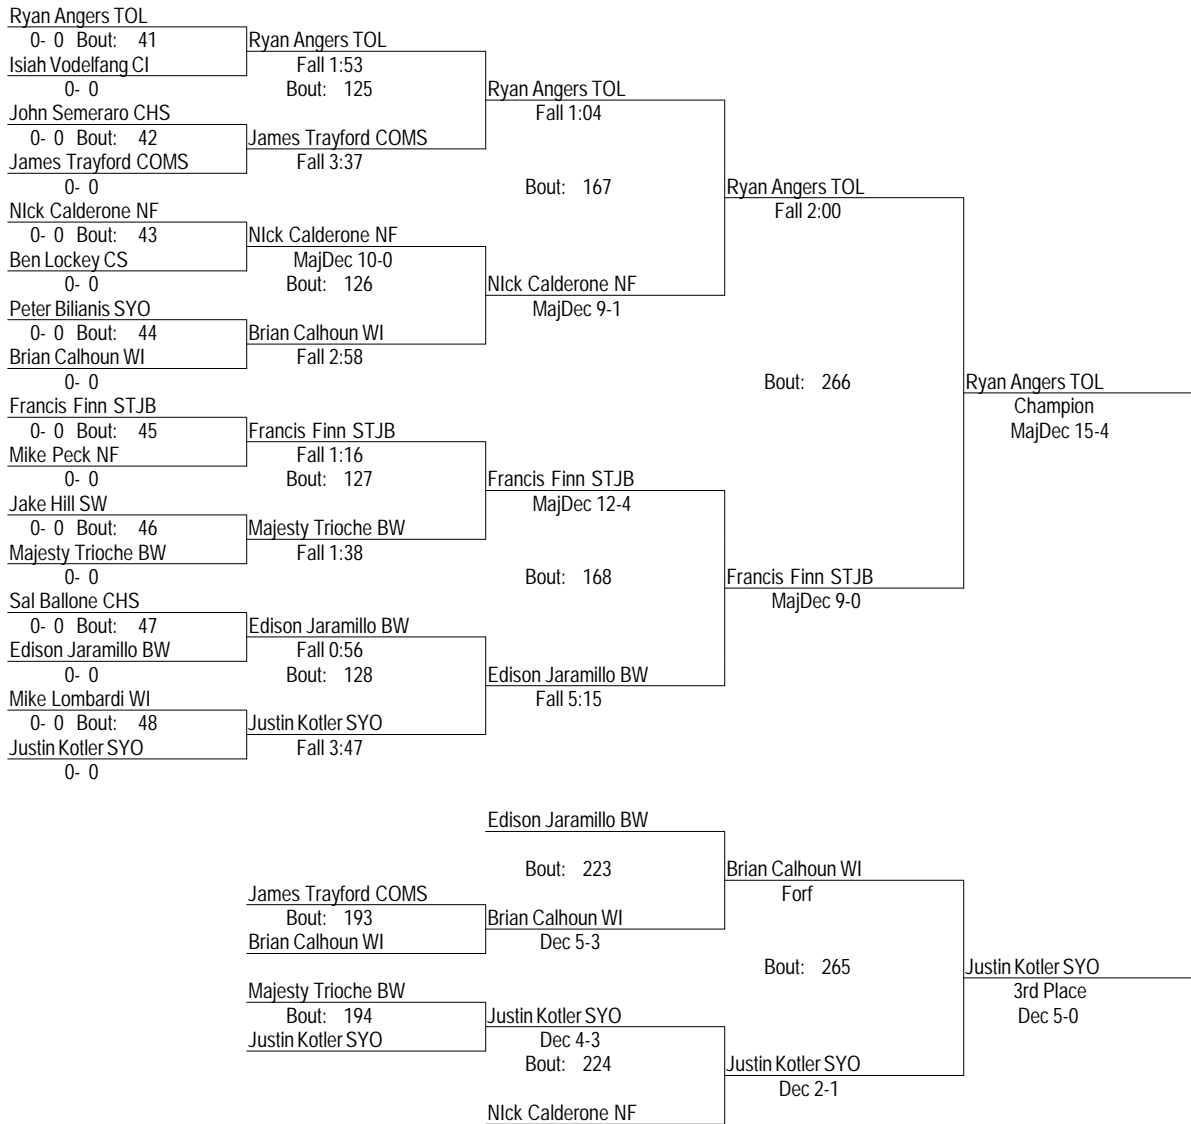 Ryan Angers TOL
0- 0 Bout: 41 Ryan Angers TOL
Isiah Vodelfang CI Fall 1:53
0- 0 Bout: 125 Ryan Angers TOL
John Semeraro CHS Fall 1:04
0- 0 Bout: 42 James Trayford COMS
James Trayford COMS Fall 3:37
0- 0 Bout: 167 Ryan Angers TOL
NIck Calderone NF Fall 2:00
0- 0 Bout: 43 NIck Calderone NF
Ben Lockey CS MajDec 10-0
0- 0 Bout: 126 NIck Calderone NF
Peter Bilianis SYO MajDec 9-1
0- 0 Bout: 44 Brian Calhoun WI
Brian Calhoun WI Fall 2:58
0- 0 Bout: 266 Ryan Angers TOL
Francis Finn STJB Champion
0- 0 Bout: 45 Francis Finn STJB MajDec 15-4
Mike Peck NF Fall 1:16
0- 0 Bout: 127 Francis Finn STJB
Jake Hill SW MajDec 12-4
0- 0 Bout: 46 Majesty Trioche BW
Majesty Trioche BW Fall 1:38
0- 0 Bout: 168 Francis Finn STJB
Sal Ballone CHS MajDec 9-0
0- 0 Bout: 47 Edison Jaramillo BW
Edison Jaramillo BW Fall 0:56
0- 0 Bout: 128 Edison Jaramillo BW
Mike Lombardi WI Fall 5:15
0- 0 Bout: 48 Justin Kotler SYO
Justin Kotler SYO Fall 3:47
0- 0
Edison Jaramillo BW
Bout: 223 Brian Calhoun WI
James Trayford COMS Forf
Bout: 193 Brian Calhoun WI
Brian Calhoun WI Dec 5-3
Bout: 265 Justin Kotler SYO
Majesty Trioche BW 3rd Place
Bout: 194 Justin Kotler SYO Dec 5-0
Justin Kotler SYO Dec 4-3
Bout: 224 Justin Kotler SYO
Dec 2-1
NIck Calderone NF